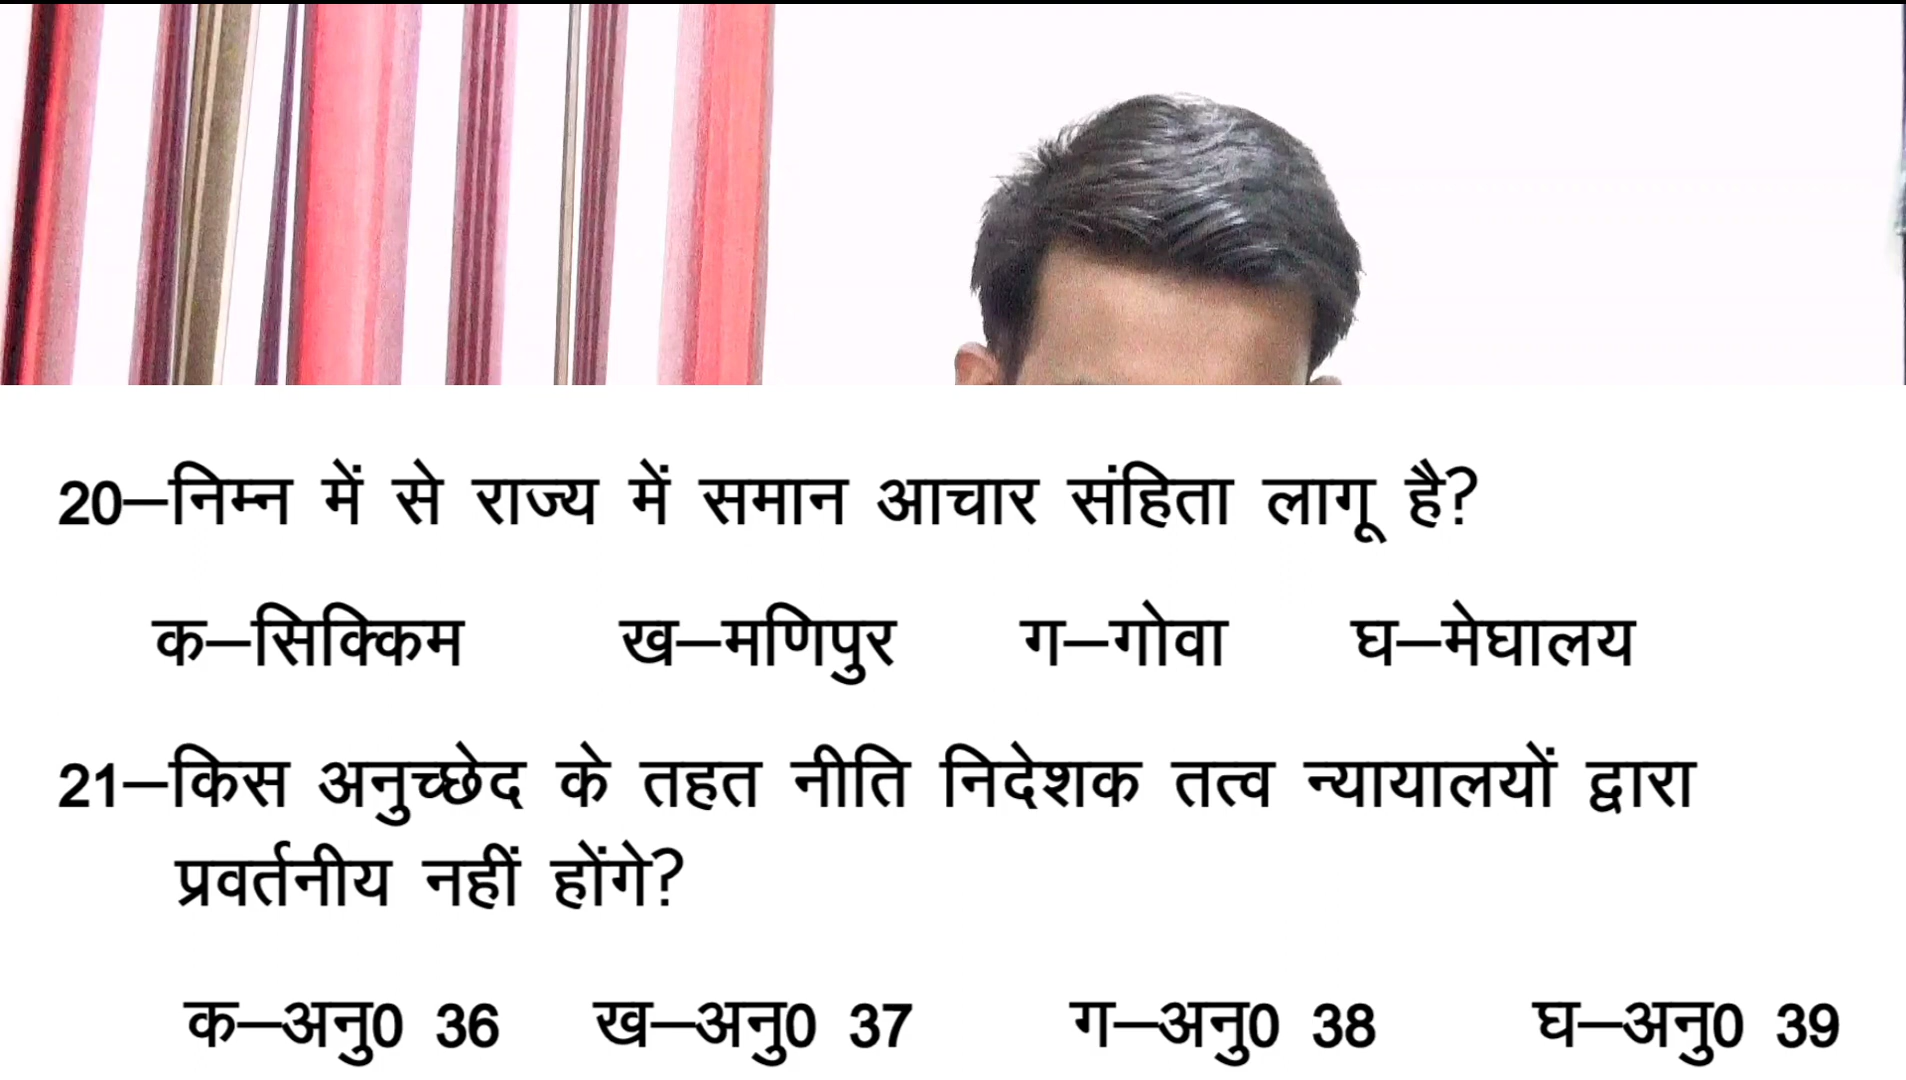 20–निम्न में से राज्य में समान आचार संहिता लागू है?
क–सिक्किम ख–मणिपुर ग–गोवा घ–मेघालय
21–किस अनुच्छेद के तहत नीति निदेशक तत्व न्यायालयों द्वारा
प्रवर्तनीय नहीं होंगे?
क–अनु0 36 ख–अनु0 37 ग–अनु0 38 घ–अनु0 39